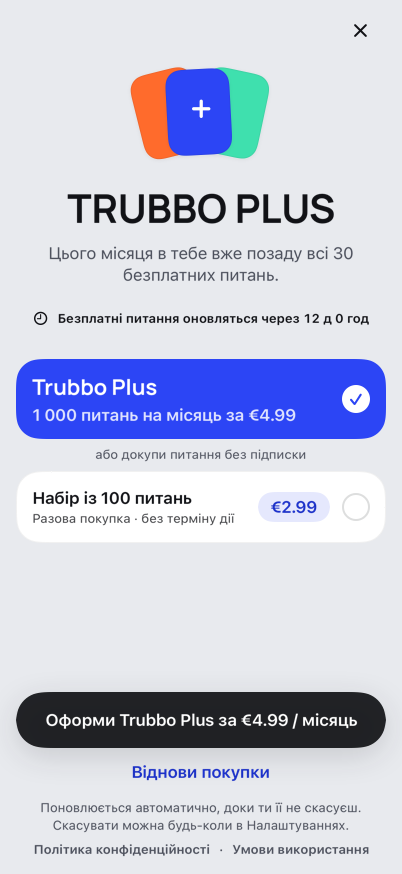 TRUBBO PLUS
Цього місяця в тебе вже позаду всі 30
безплатних питань.
Безплатні питання оновляться через 12 д 0 год
Trubbo Plus
1 000 питань на місяць за €4.99
або докупи питання без підписки
Набір із 100 питань
Разова покупка · без терміну дії
€2.99
Оформи Trubbo Plus за €4.99 / місяць
Віднови покупки
Поновлюється автоматично, доки ти її не скасуєш.
Скасувати можна будь-коли в Налаштуваннях.
Політика конфіденційності · Умови використання